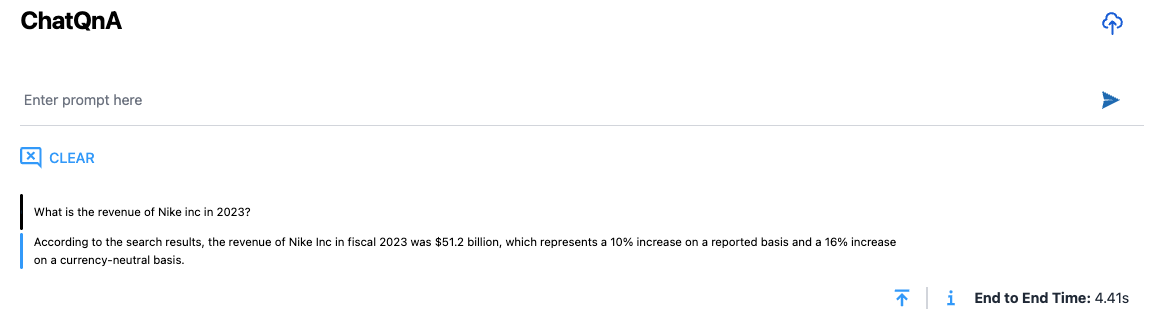 ChatQnA
Enter prompt here
CLEAR
What is the revenue of Nike inc in 2023?
According to the search results, the revenue of Nike Inc in fiscal 2023 was $51.2 billion, which represents a 10% increase on a reported basis and a 16% increase
on a currency-neutral basis.
End to End Time: 4.41s